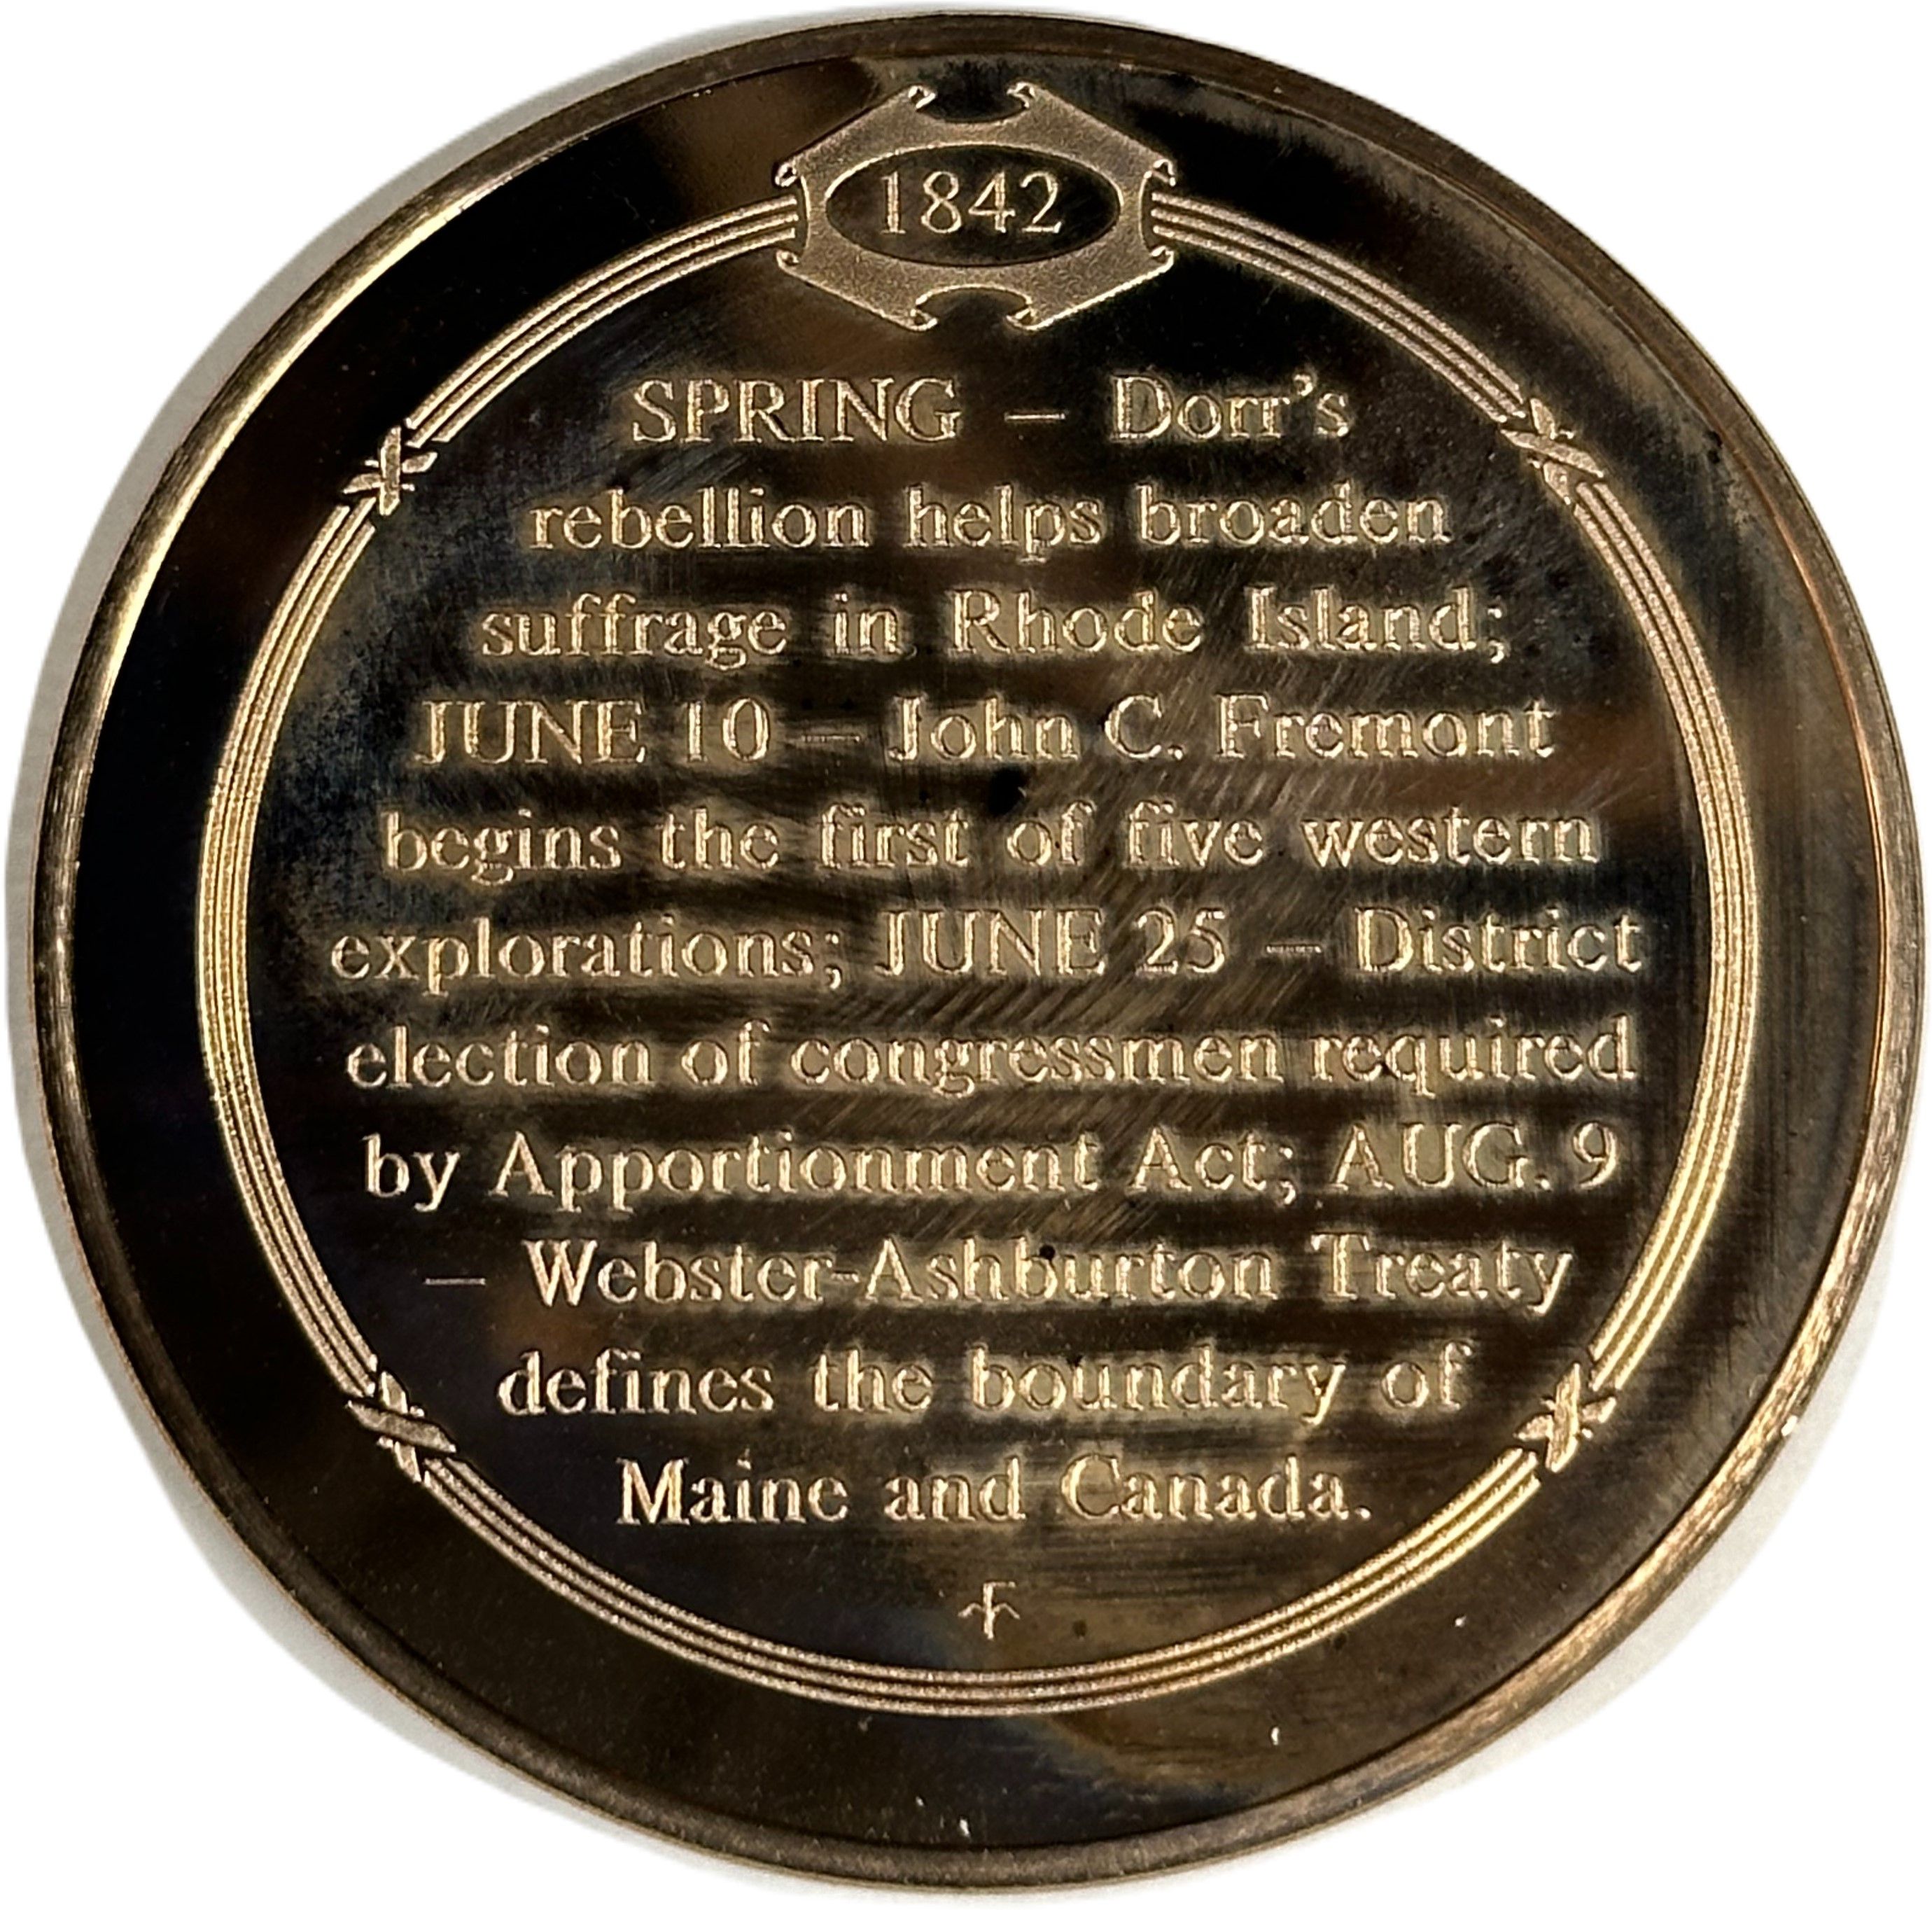 1842
SPRING – Dorr's
rebellion helps broaden
suffrage in Rhode Island;
JUNE 10 – John C. Fremont
begins the first of five western
explorations; JUNE 25 – District
election of congressmen required
by Apportionment Act; AUG. 9
– Webster-Ashburton Treaty
defines the boundary of
Maine and Canada.